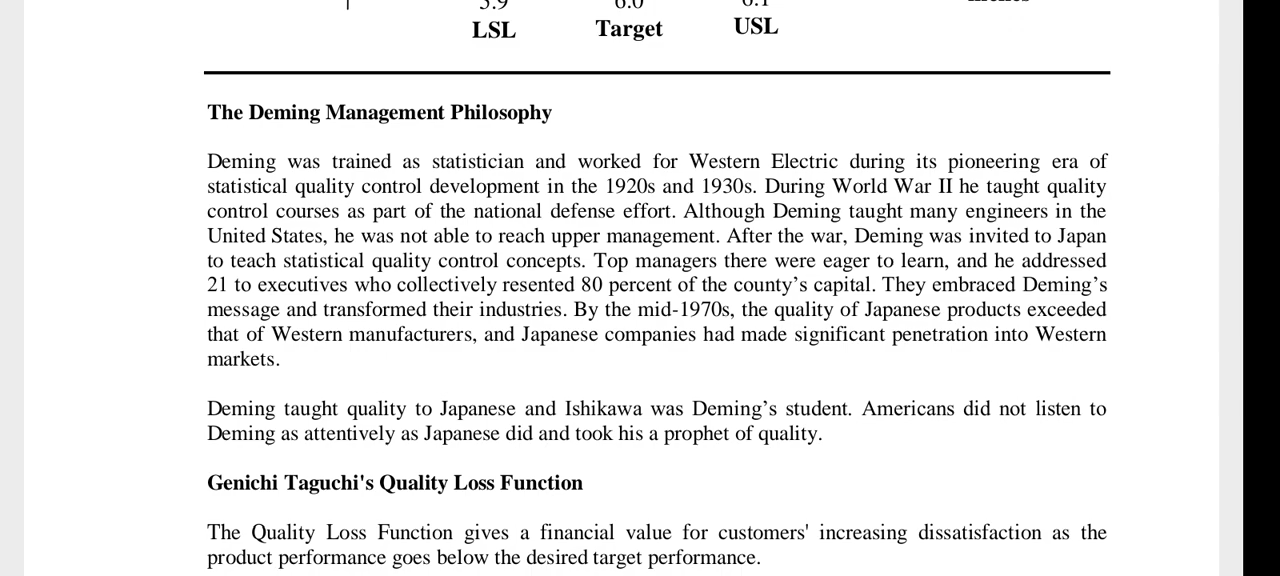 LSL Target USL
The Deming Management Philosophy
Deming was trained as statistician and worked for Western Electric during its pioneering era of
statistical quality control development in the 1920s and 1930s. During World War II he taught quality
control courses as part of the national defense effort. Although Deming taught many engineers in the
United States, he was not able to reach upper management. After the war, Deming was invited to Japan
to teach statistical quality control concepts. Top managers there were eager to learn, and he addressed
21 to executives who collectively resented 80 percent of the county’s capital. They embraced Deming’s
message and transformed their industries. By the mid-1970s, the quality of Japanese products exceeded
that of Western manufacturers, and Japanese companies had made significant penetration into Western
markets.
Deming taught quality to Japanese and Ishikawa was Deming’s student. Americans did not listen to
Deming as attentively as Japanese did and took his a prophet of quality.
Genichi Taguchi's Quality Loss Function
The Quality Loss Function gives a financial value for customers' increasing dissatisfaction as the
product performance goes below the desired target performance.